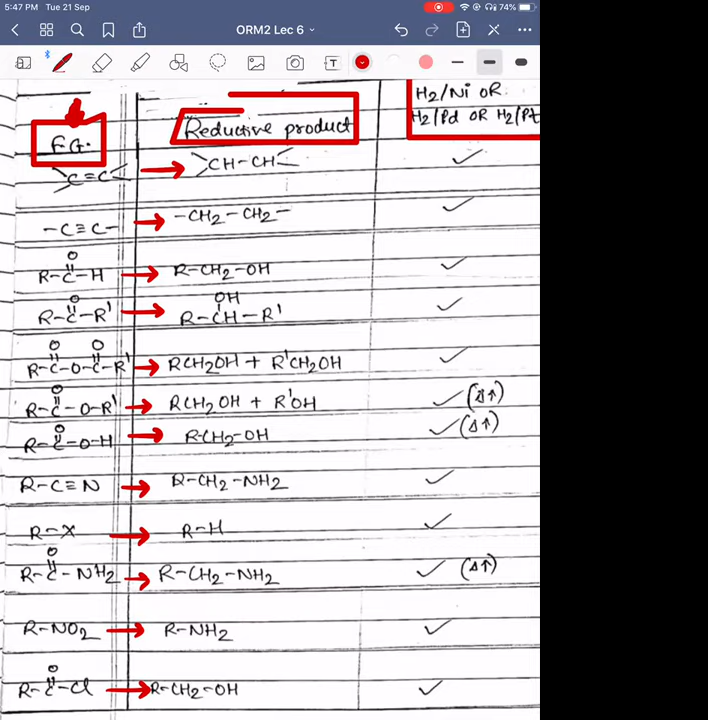 5:47 PM Tue 21 Sep
74%
ORM2 Lec 6
H2/Ni OR
F.G. Reductive product H2/Pd OR H2/Pt
>C=C< → >CH-CH<
-C≡C- → -CH2-CH2- ✓
O
R-C-H → R-CH2-OH ✓
O OH
R-C-R' → R-CH-R' ✓
O O
R-C-O-C-R' → RCH2OH + R'CH2OH ✓
O
R-C-O-R' → RCH2OH + R'OH ✓ (Δ↑)
O
R-C-O-H → R-CH2-OH ✓ (Δ↑)
R-C≡N → R-CH2-NH2 ✓
R-X → R-H ✓
O
R-C-NH2 → R-CH2-NH2 ✓ (Δ↑)
R-NO2 → R-NH2 ✓
O
R-C-Cl → R-CH2-OH ✓